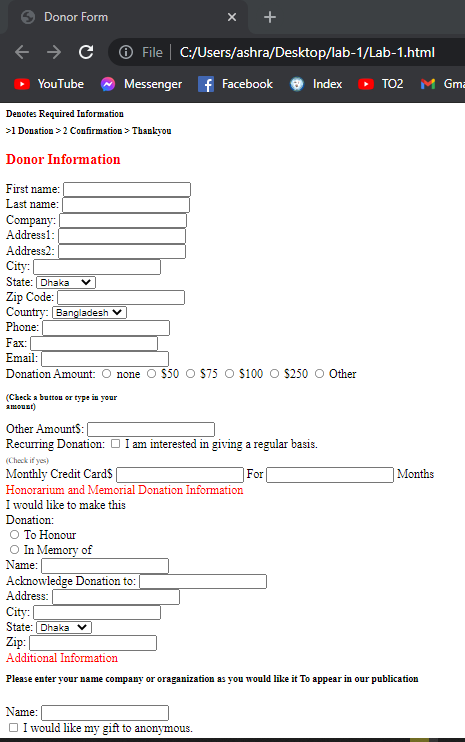 Donor Form
File C:/Users/ashra/Desktop/lab-1/Lab-1.html
YouTube Messenger Facebook Index TO2 Gma
Denotes Required Information
>1 Donation > 2 Confirmation > Thankyou
Donor Information
First name:
Last name:
Company:
Address1:
Address2:
City:
State: Dhaka
Zip Code:
Country: Bangladesh
Phone:
Fax:
Email:
Donation Amount: none $50 $75 $100 $250 Other
(Check a button or type in your
amount)
Other Amount$:
Recurring Donation: I am interested in giving a regular basis.
(Check if yes)
Monthly Credit Card$ For Months
Honorarium and Memorial Donation Information
I would like to make this
Donation:
To Honour
In Memory of
Name:
Acknowledge Donation to:
Address:
City:
State: Dhaka
Zip:
Additional Information
Please enter your name company or oraganization as you would like it To appear in our publication
Name:
I would like my gift to anonymous.